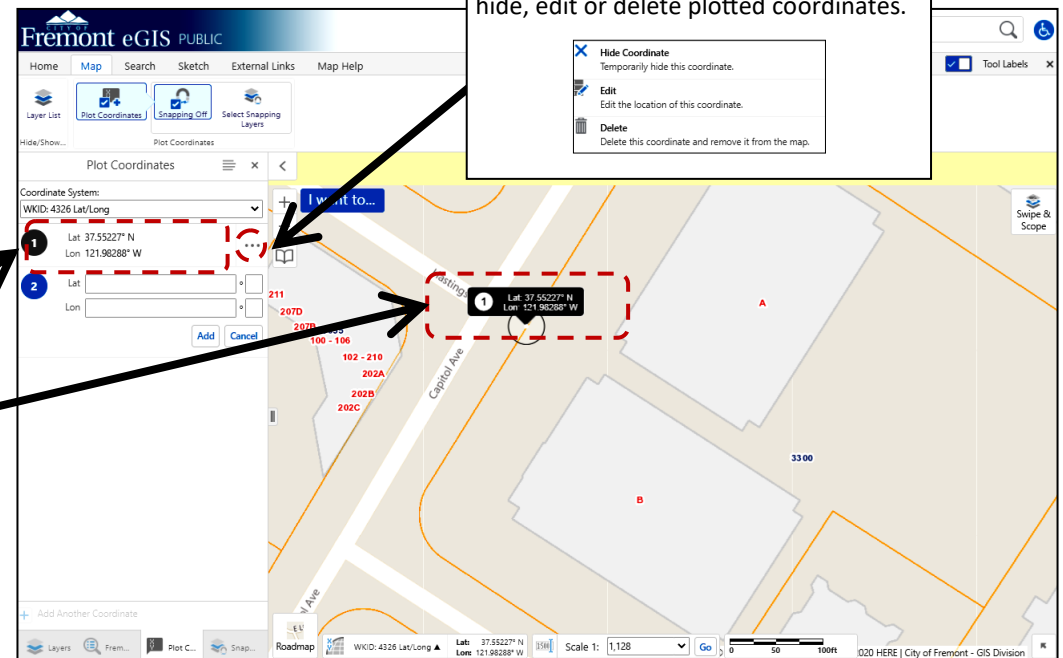 hide, edit or delete plotted coordinates.
Hide Coordinate
Temporarily hide this coordinate.
Edit
Edit the location of this coordinate.
Delete
Delete this coordinate and remove it from the map.
CITY OF
Fremont eGIS PUBLIC
Home Map Search Sketch External Links Map Help
Tool Labels ×
Layer List
Plot Coordinates
Snapping Off
Select Snapping
Layers
Hide/Show...
Plot Coordinates
Plot Coordinates
Coordinate System:
WKID: 4326 Lat/Long
1
Lat 37.55227° N
Lon 121.98288° W
...
2
Lat °
Lon °
Add Cancel
+ Add Another Coordinate
Layers Frem... Plot C... Snap...
I want to...
Swipe &
Scope
Hastings
1
Lat: 37.55227° N
Lon: 121.98288° W
Capitol Ave
211
207D
207B
100 - 106
102 - 210
202A
202B
202C
A
B
3300
Ave
Roadmap
WKID: 4326 Lat/Long ▲
Lat: 37.55227° N
Lon: 121.98288° W
Scale 1: 1,128 Go
0 50 100ft
020 HERE | City of Fremont - GIS Division